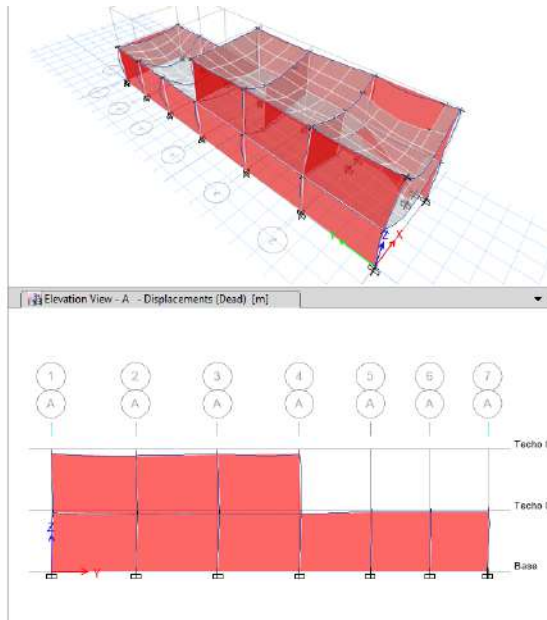 Z
X
Elevation View - A - Displacements (Dead) [m]
1 2 3 4 5 6 7
A A A A A A A
Techo
Techo
Z
Y
Base